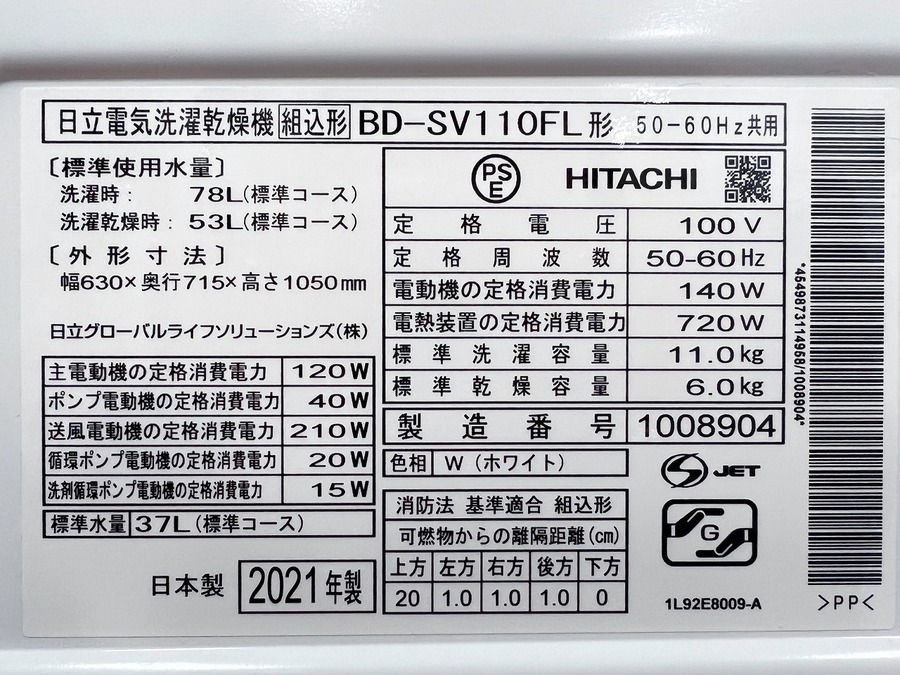 日立電気洗濯乾燥機 組込形 BD-SV110FL形 50-60Hz共用
〔標準使用水量〕
洗濯時: 78L(標準コース)
洗濯乾燥時: 53L(標準コース)
〔外形寸法〕
幅630×奥行715×高さ1050mm
日立グローバルライフソリューションズ(株)
主電動機の定格消費電力 120W
ポンプ電動機の定格消費電力 40W
送風電動機の定格消費電力 210W
循環ポンプ電動機の定格消費電力 20W
洗剤循環ポンプ電動機の定格消費電力 15W
標準水量 37L(標準コース)
日本製 2021年製
PSE HITACHI
定格電圧 100V
定格周波数 50-60Hz
電動機の定格消費電力 140W
電熱装置の定格消費電力 720W
標準洗濯容量 11.0kg
標準乾燥容量 6.0kg
製造番号 1008904
色相 W(ホワイト)
消防法 基準適合 組込形
可燃物からの離隔距離(cm)
上方 左方 右方 後方 下方
20 1.0 1.0 1.0 0
S JET
G
1L92E8009-A
*4549873114958/1008904*
>PP<